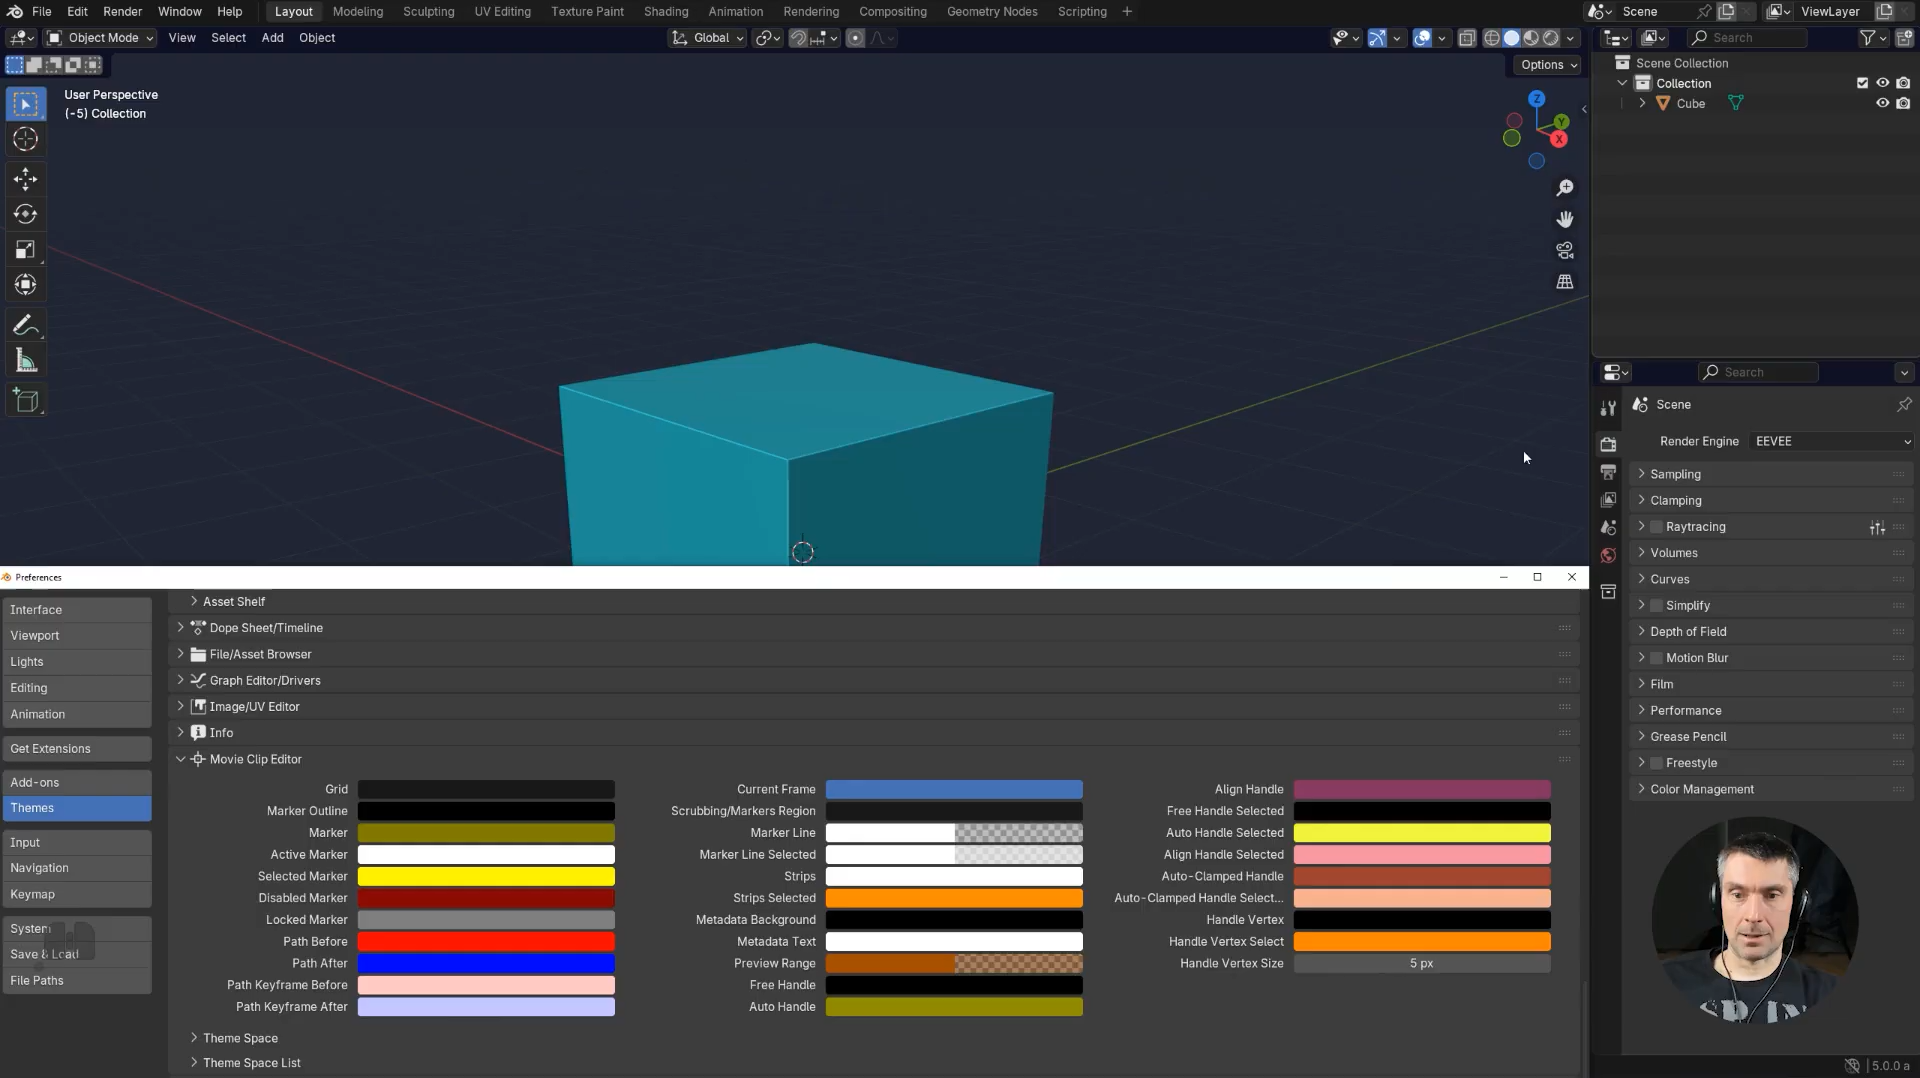 File Edit Render Window Help Layout Modeling Sculpting UV Editing Texture Paint Shading Animation Rendering Compositing Geometry Nodes Scripting + Scene ViewLayer
Object Mode View Select Add Object Global Search
Options
User Perspective
(-5) Collection
Z
Y
X
Scene Collection
Collection
Cube
Search
Scene
Render Engine EEVEE
Sampling
Clamping
Raytracing
Volumes
Curves
Simplify
Depth of Field
Motion Blur
Film
Performance
Grease Pencil
Freestyle
Color Management
Preferences
Interface
Viewport
Lights
Editing
Animation
Get Extensions
Add-ons
Themes
Input
Navigation
Keymap
System
Save & Load
File Paths
Asset Shelf
Dope Sheet/Timeline
File/Asset Browser
Graph Editor/Drivers
Image/UV Editor
Info
Movie Clip Editor
Grid
Marker Outline
Marker
Active Marker
Selected Marker
Disabled Marker
Locked Marker
Path Before
Path After
Path Keyframe Before
Path Keyframe After
Current Frame
Scrubbing/Markers Region
Marker Line
Marker Line Selected
Strips
Strips Selected
Metadata Background
Metadata Text
Preview Range
Free Handle
Auto Handle
Align Handle
Free Handle Selected
Auto Handle Selected
Align Handle Selected
Auto-Clamped Handle
Auto-Clamped Handle Select...
Handle Vertex
Handle Vertex Select
Handle Vertex Size 5 px
Theme Space
Theme Space List
5.0.0 a